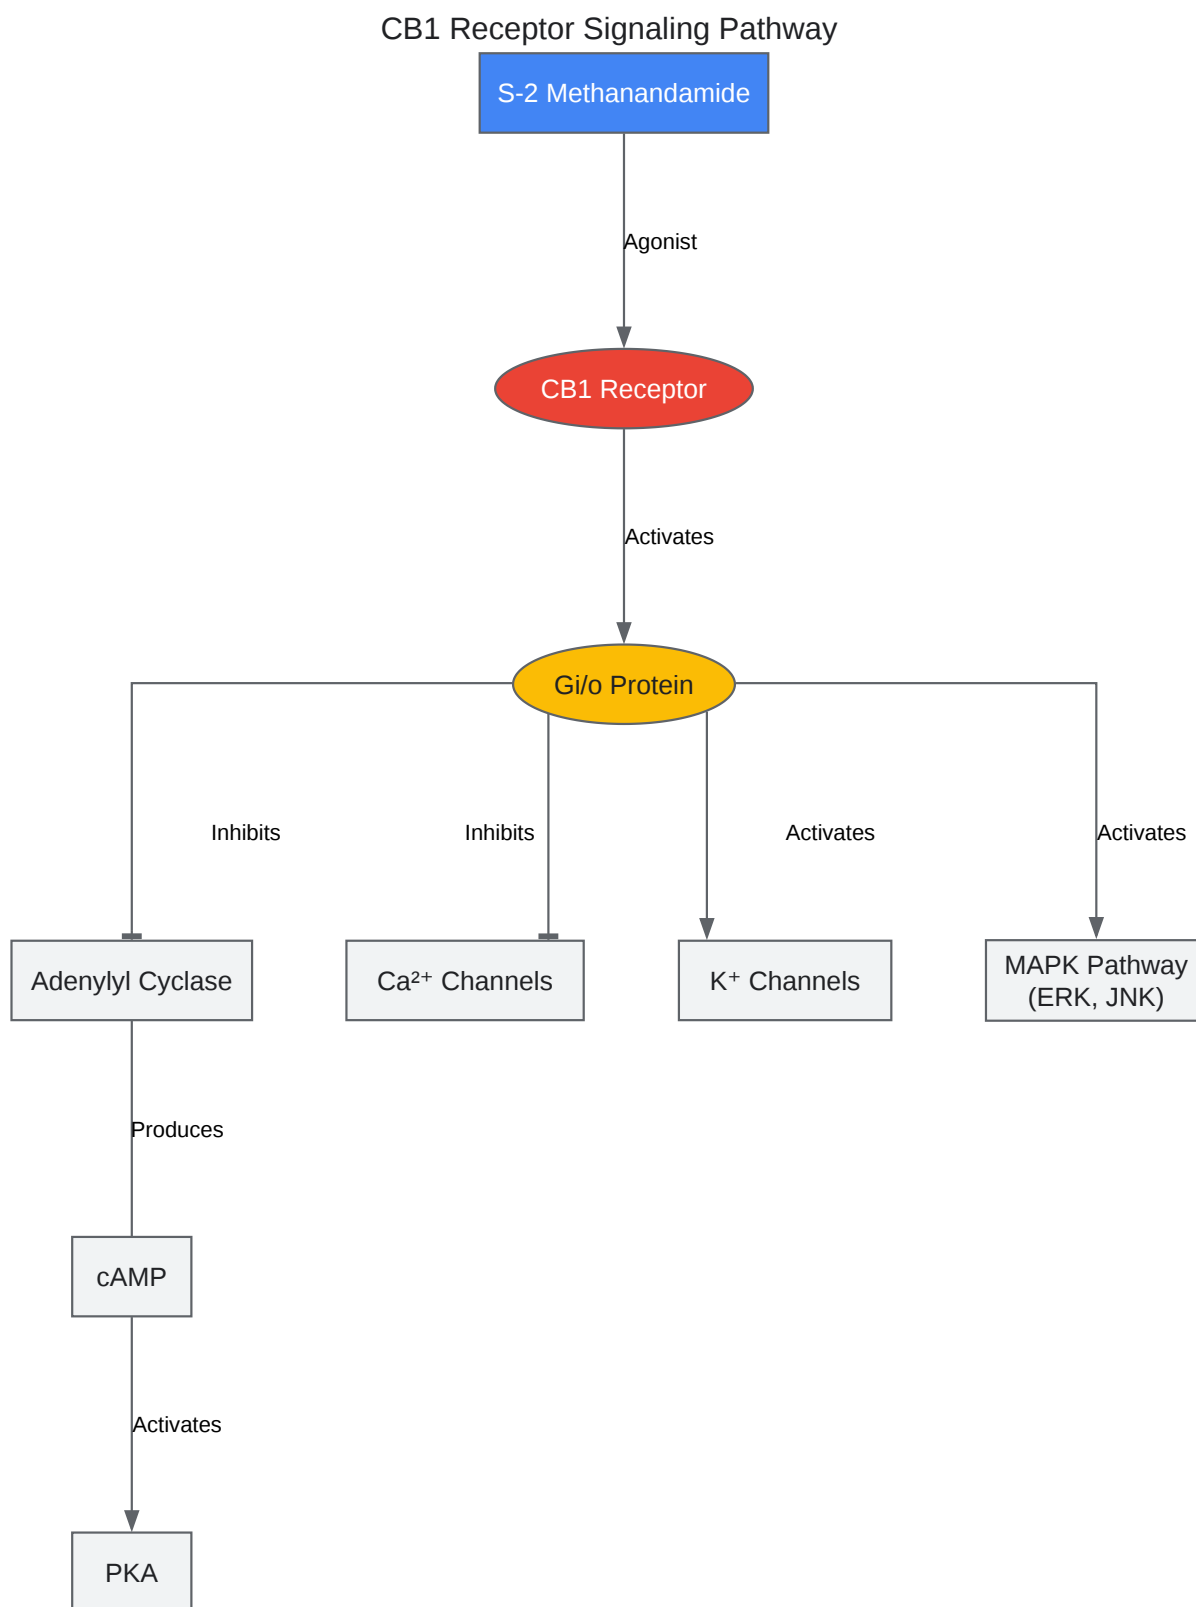 CB1 Receptor Signaling Pathway
S-2 Methanandamide
Agonist
CB1 Receptor
Activates
Gi/o Protein
Inhibits
Inhibits
Activates
Activates
Adenylyl Cyclase
Ca²⁺ Channels
K⁺ Channels
MAPK Pathway
(ERK, JNK)
Produces
cAMP
Activates
PKA